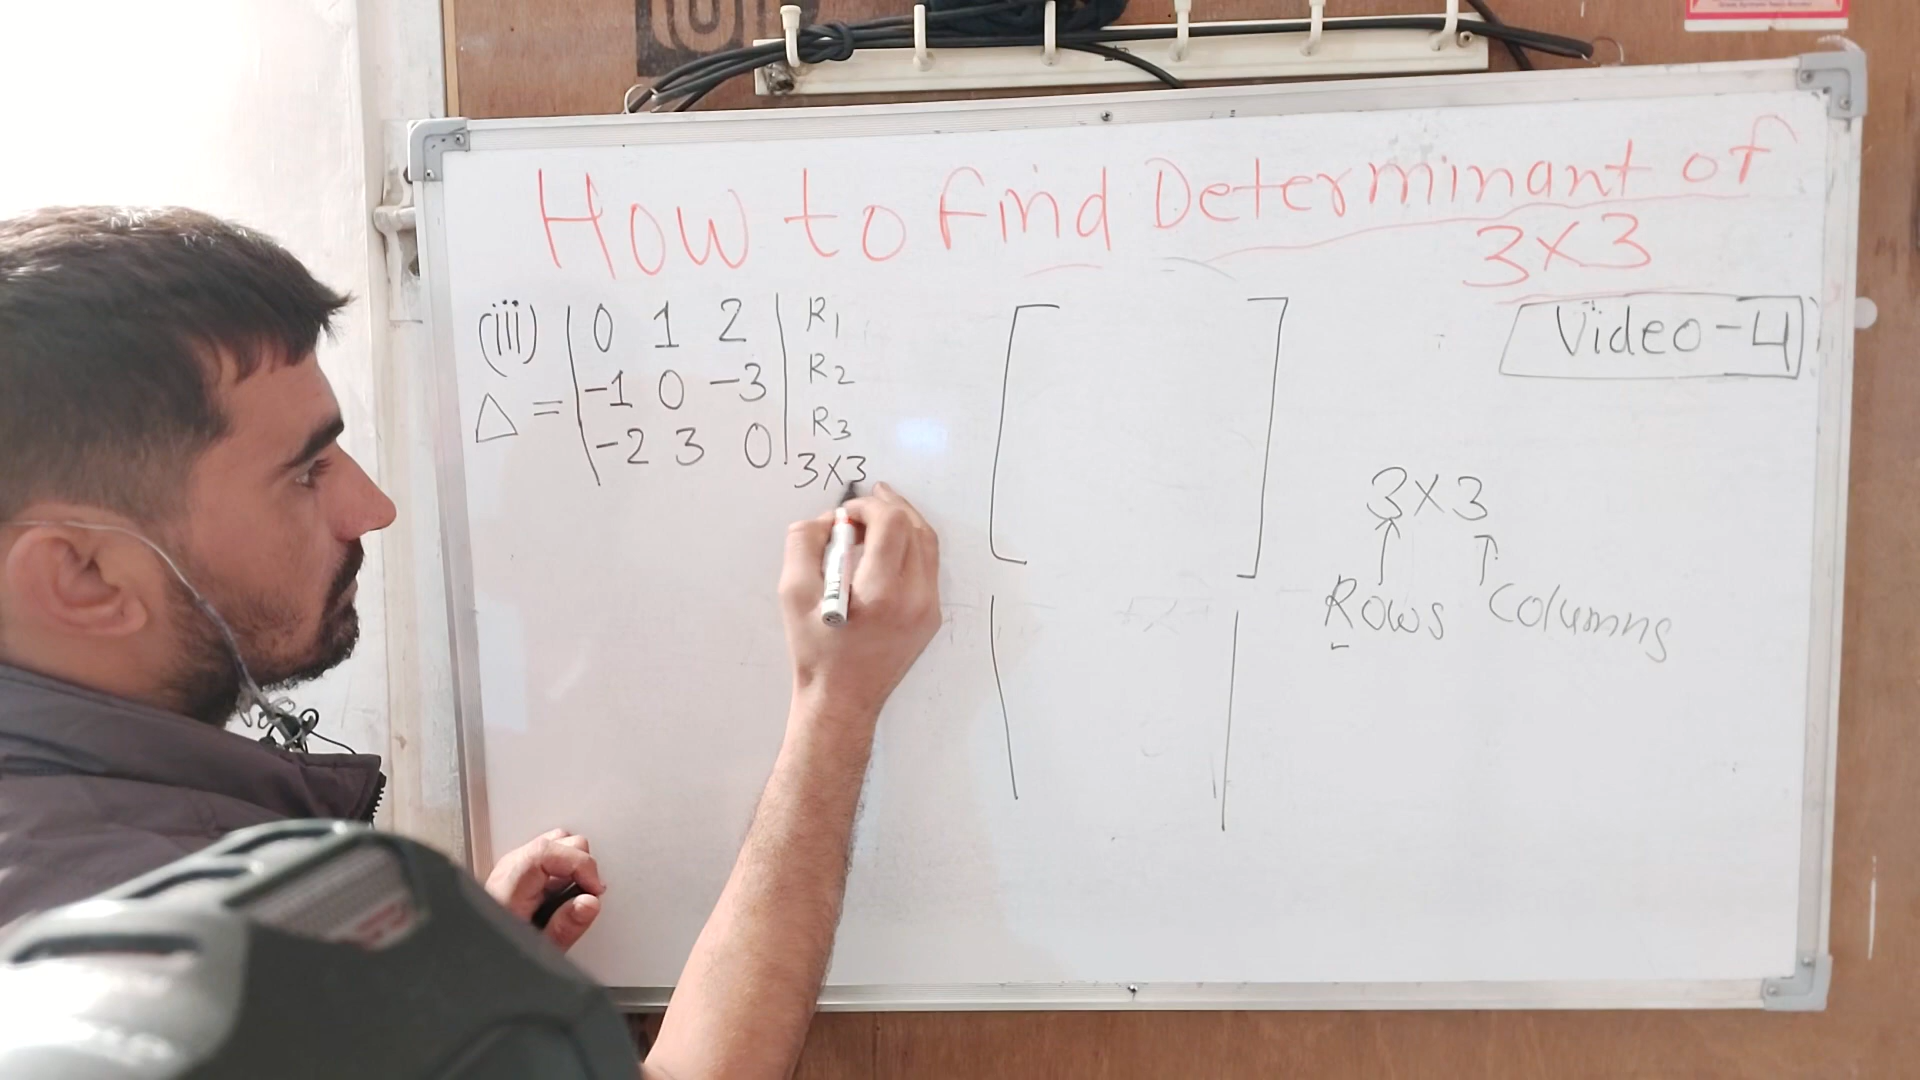 How to Find Determinant of
3×3
Video-4
(iii) | 0 1 2 | R1
Δ = | -1 0 -3 | R2
| -2 3 0 | R3
3×3
3×3
↑ ↑
Rows Columns